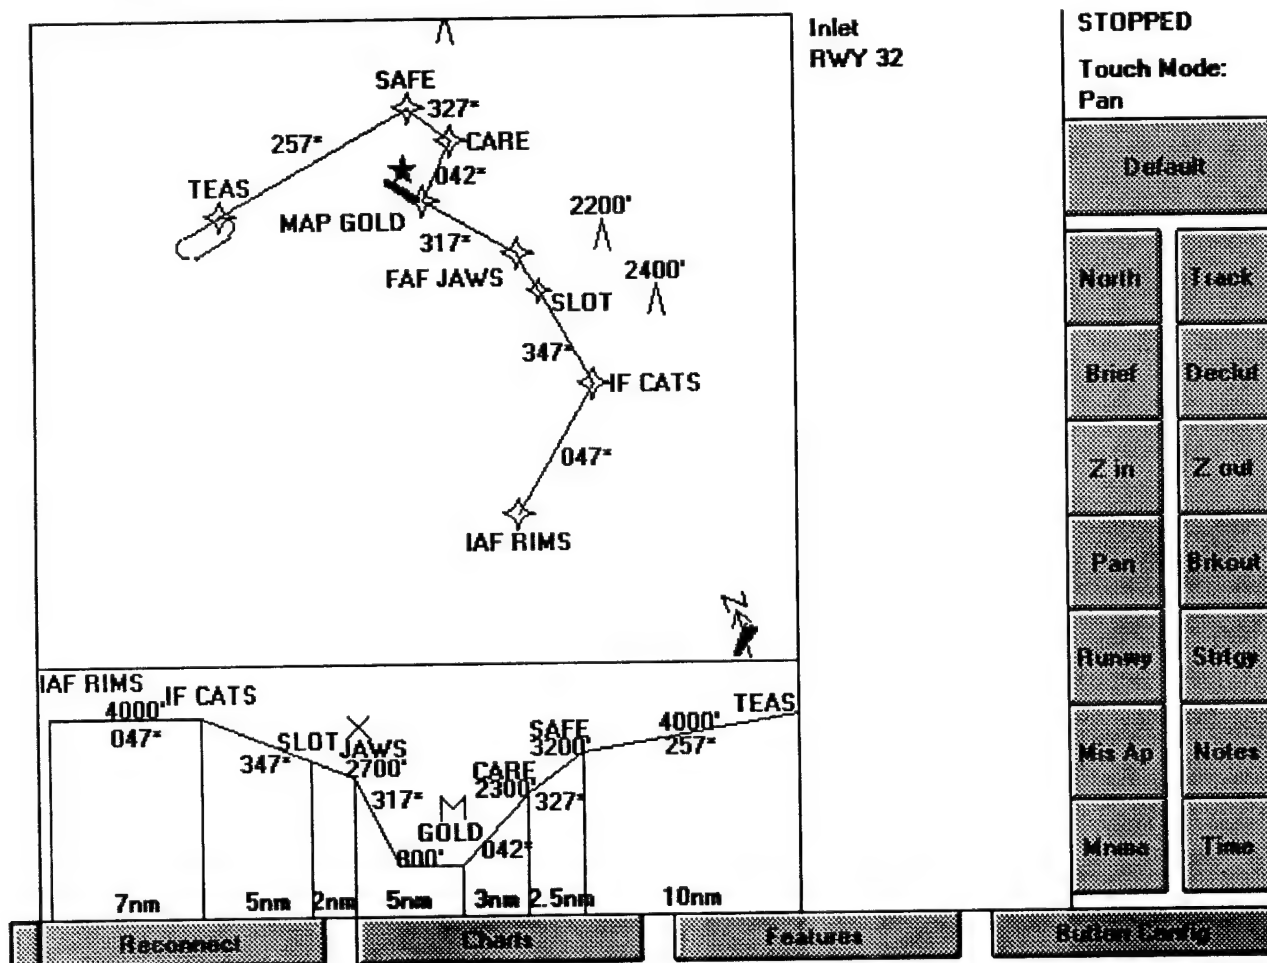 Inlet
RWY 32
STOPPED
Touch Mode:
Pan
SAFE
327°
CARE
257°
042°
TEAS
MAP GOLD
317°
2200'
FAF JAWS
2400'
SLOT
347°
IF CATS
047°
IAF RIMS
N
Default
North
Track
Brief
Declut
Z in
Z out
Pan
Brkout
Runwy
Strtgy
Mis Ap
Notes
Mnma
Time
IAF RIMS
IF CATS
4000'
047°
SLOT
347°
JAWS
2700'
317°
M
GOLD
800'
CARE
2300'
042°
SAFE
3200'
327°
4000'
257°
TEAS
7nm
5nm
2nm
5nm
3nm
2.5nm
10nm
Reconnect
Charts
Features
Button Config